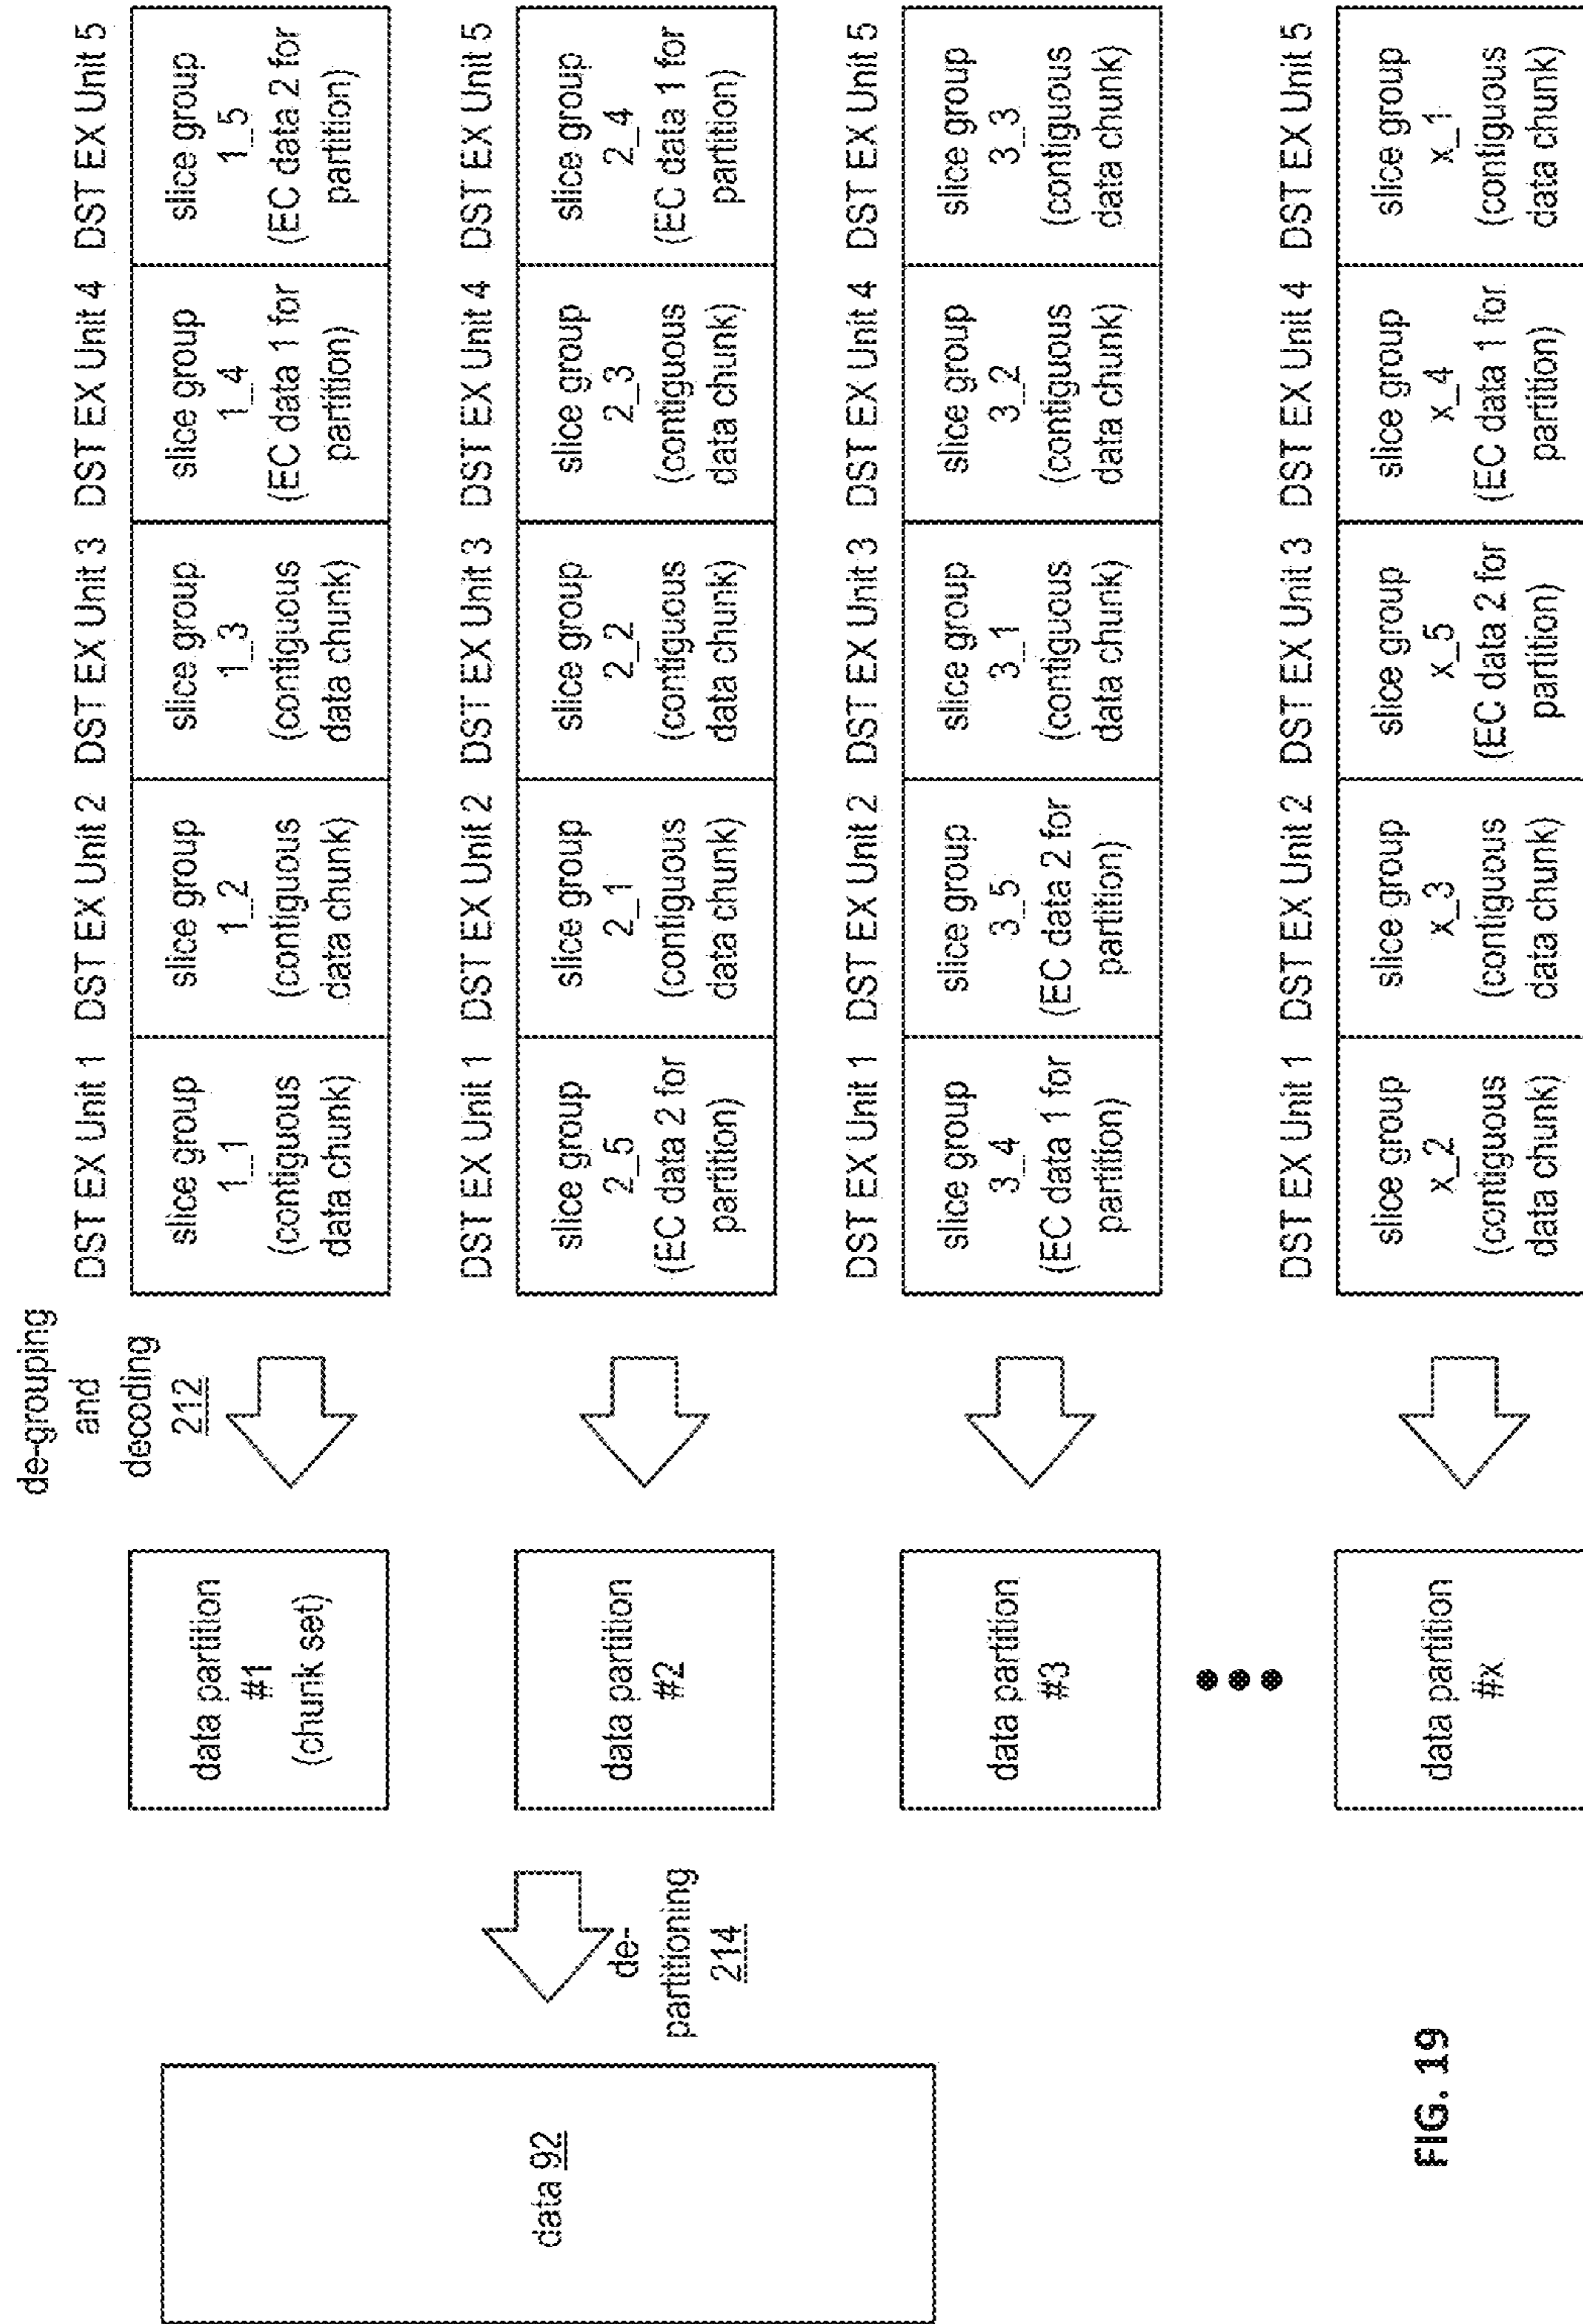 de-grouping
and
decoding
212
DST EX Unit 1 DST EX Unit 2 DST EX Unit 3 DST EX Unit 4 DST EX Unit 5
data partition
#1
(chunk set)
slice group
1_1
(contiguous
data chunk)
slice group
1_2
(contiguous
data chunk)
slice group
1_3
(contiguous
data chunk)
slice group
1_4
(EC data 1 for
partition)
slice group
1_5
(EC data 2 for
partition)
data 92
de-
partitioning
214
DST EX Unit 1 DST EX Unit 2 DST EX Unit 3 DST EX Unit 4 DST EX Unit 5
data partition
#2
slice group
2_5
(EC data 2 for
partition)
slice group
2_1
(contiguous
data chunk)
slice group
2_2
(contiguous
data chunk)
slice group
2_3
(contiguous
data chunk)
slice group
2_4
(EC data 1 for
partition)
DST EX Unit 1 DST EX Unit 2 DST EX Unit 3 DST EX Unit 4 DST EX Unit 5
data partition
#3
slice group
3_4
(EC data 1 for
partition)
slice group
3_5
(EC data 2 for
partition)
slice group
3_1
(contiguous
data chunk)
slice group
3_2
(contiguous
data chunk)
slice group
3_3
(contiguous
data chunk)
DST EX Unit 1 DST EX Unit 2 DST EX Unit 3 DST EX Unit 4 DST EX Unit 5
data partition
#x
slice group
x_2
(contiguous
data chunk)
slice group
x_3
(contiguous
data chunk)
slice group
x_5
(EC data 2 for
partition)
slice group
x_4
(EC data 1 for
partition)
slice group
x_1
(contiguous
data chunk)
FIG. 19